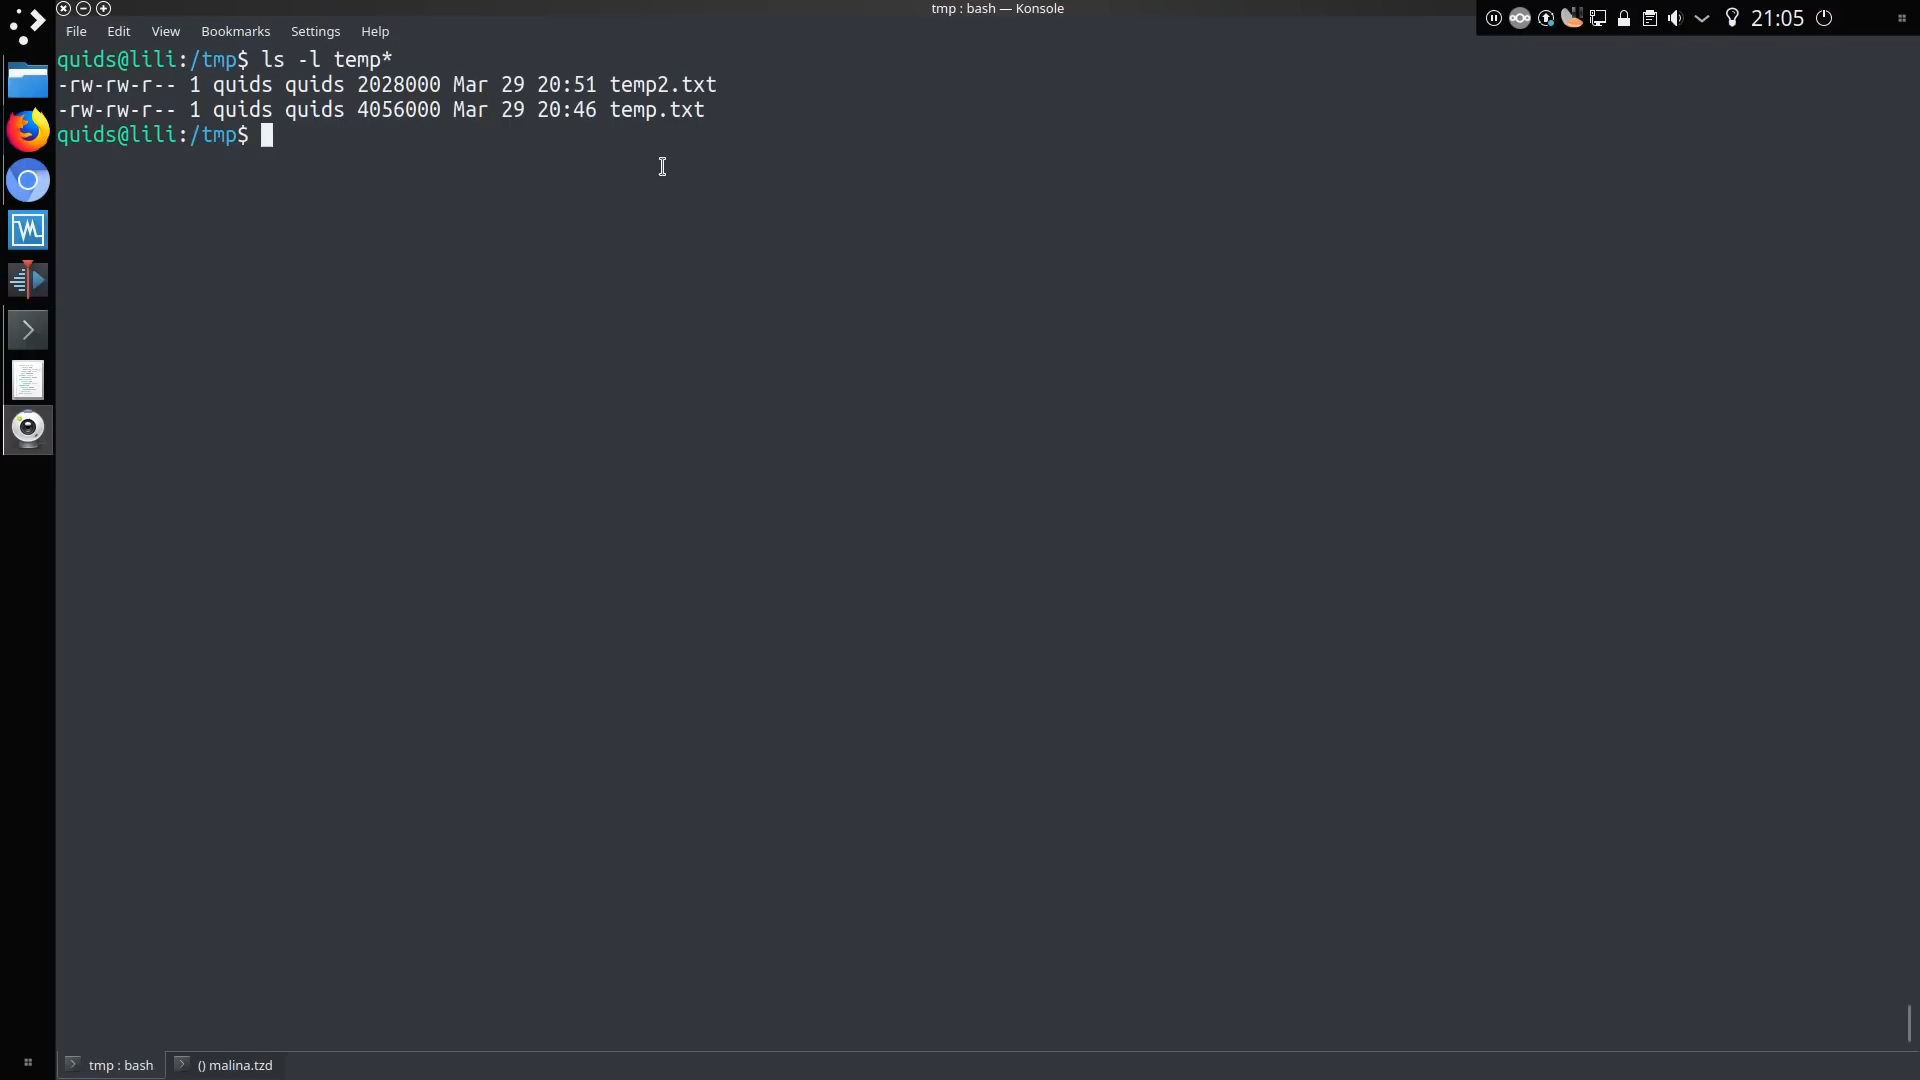 tmp : bash — Konsole
21:05
File Edit View Bookmarks Settings Help
quids@lili:/tmp$ ls -l temp*
-rw-rw-r-- 1 quids quids 2028000 Mar 29 20:51 temp2.txt
-rw-rw-r-- 1 quids quids 4056000 Mar 29 20:46 temp.txt
quids@lili:/tmp$
tmp : bash
() malina.tzd